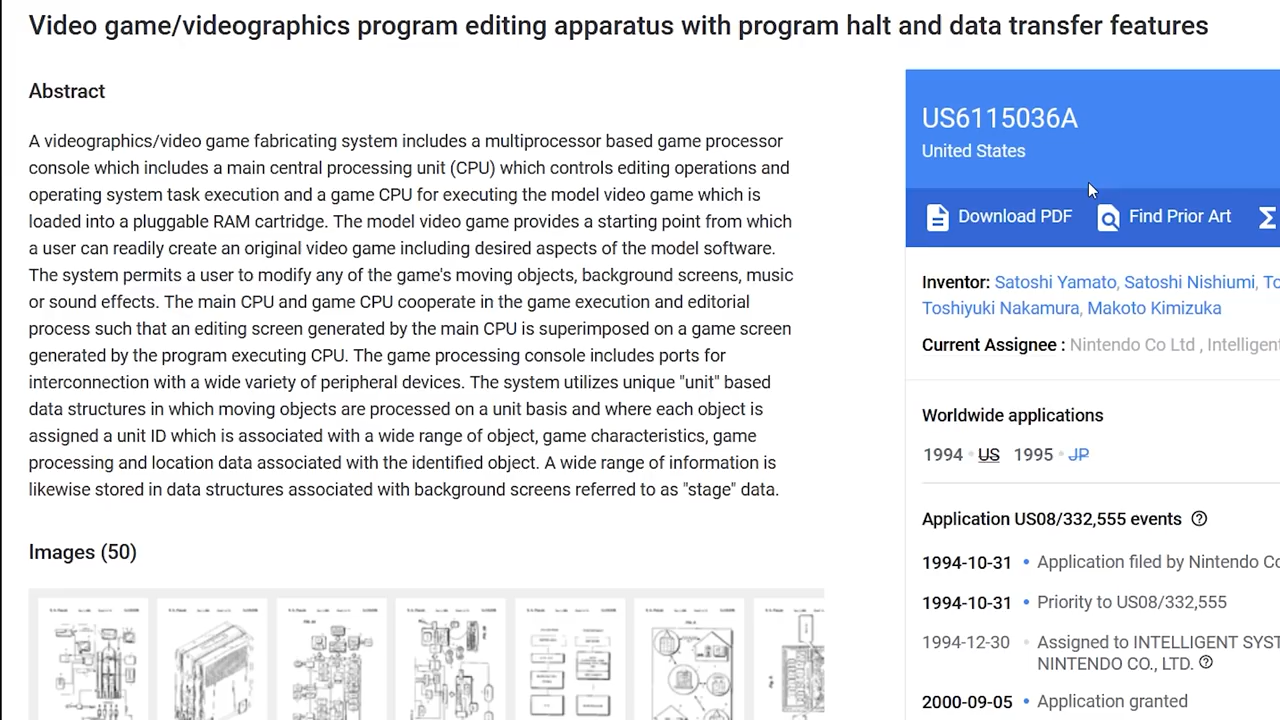 Video game/videographics program editing apparatus with program halt and data transfer features
Abstract
A videographics/video game fabricating system includes a multiprocessor based game processor
console which includes a main central processing unit (CPU) which controls editing operations and
operating system task execution and a game CPU for executing the model video game which is
loaded into a pluggable RAM cartridge. The model video game provides a starting point from which
a user can readily create an original video game including desired aspects of the model software.
The system permits a user to modify any of the game's moving objects, background screens, music
or sound effects. The main CPU and game CPU cooperate in the game execution and editorial
process such that an editing screen generated by the main CPU is superimposed on a game screen
generated by the program executing CPU. The game processing console includes ports for
interconnection with a wide variety of peripheral devices. The system utilizes unique "unit" based
data structures in which moving objects are processed on a unit basis and where each object is
assigned a unit ID which is associated with a wide range of object, game characteristics, game
processing and location data associated with the identified object. A wide range of information is
likewise stored in data structures associated with background screens referred to as "stage" data.
Images (50)
US6115036A
United States
Download PDF Find Prior Art Σ
Inventor: Satoshi Yamato, Satoshi Nishiumi, To
Toshiyuki Nakamura, Makoto Kimizuka
Current Assignee : Nintendo Co Ltd , Intelligent
Worldwide applications
1994 • US 1995 • JP
Application US08/332,555 events
1994-10-31 • Application filed by Nintendo Co
1994-10-31 • Priority to US08/332,555
1994-12-30 • Assigned to INTELLIGENT SYST
NINTENDO CO., LTD.
2000-09-05 • Application granted